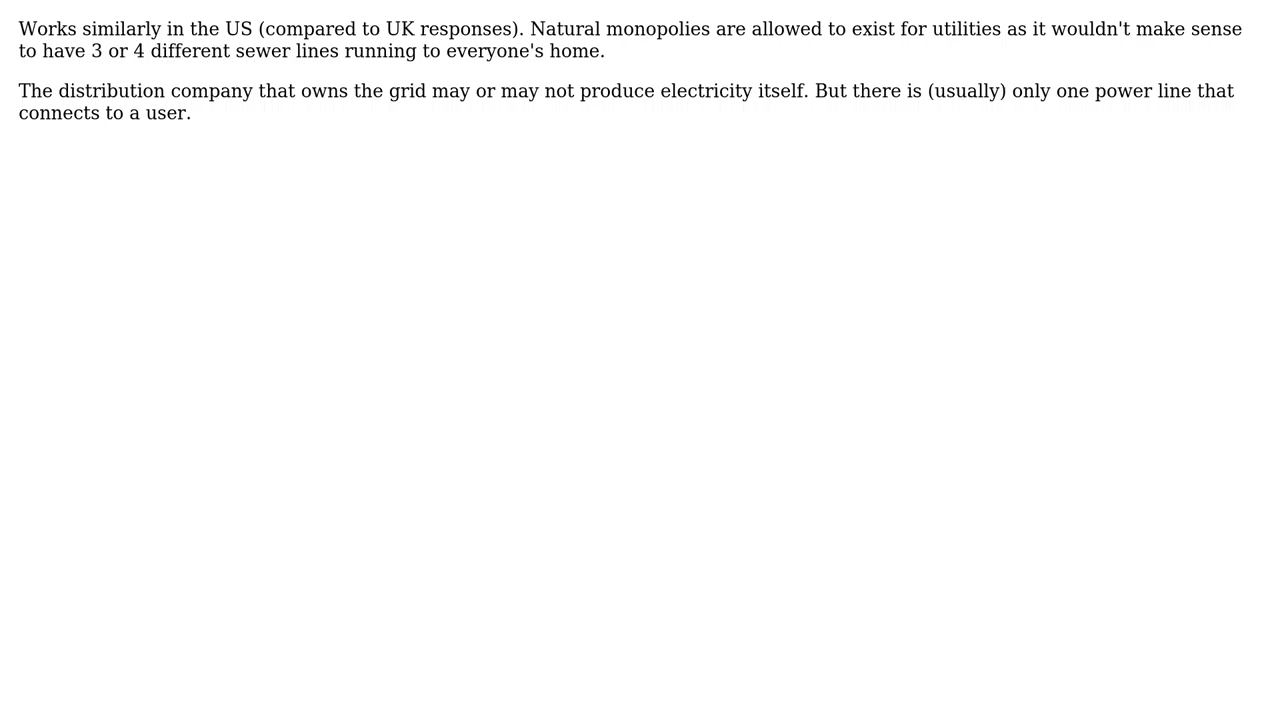 Works similarly in the US (compared to UK responses). Natural monopolies are allowed to exist for utilities as it wouldn't make sense
to have 3 or 4 different sewer lines running to everyone's home.
The distribution company that owns the grid may or may not produce electricity itself. But there is (usually) only one power line that
connects to a user.